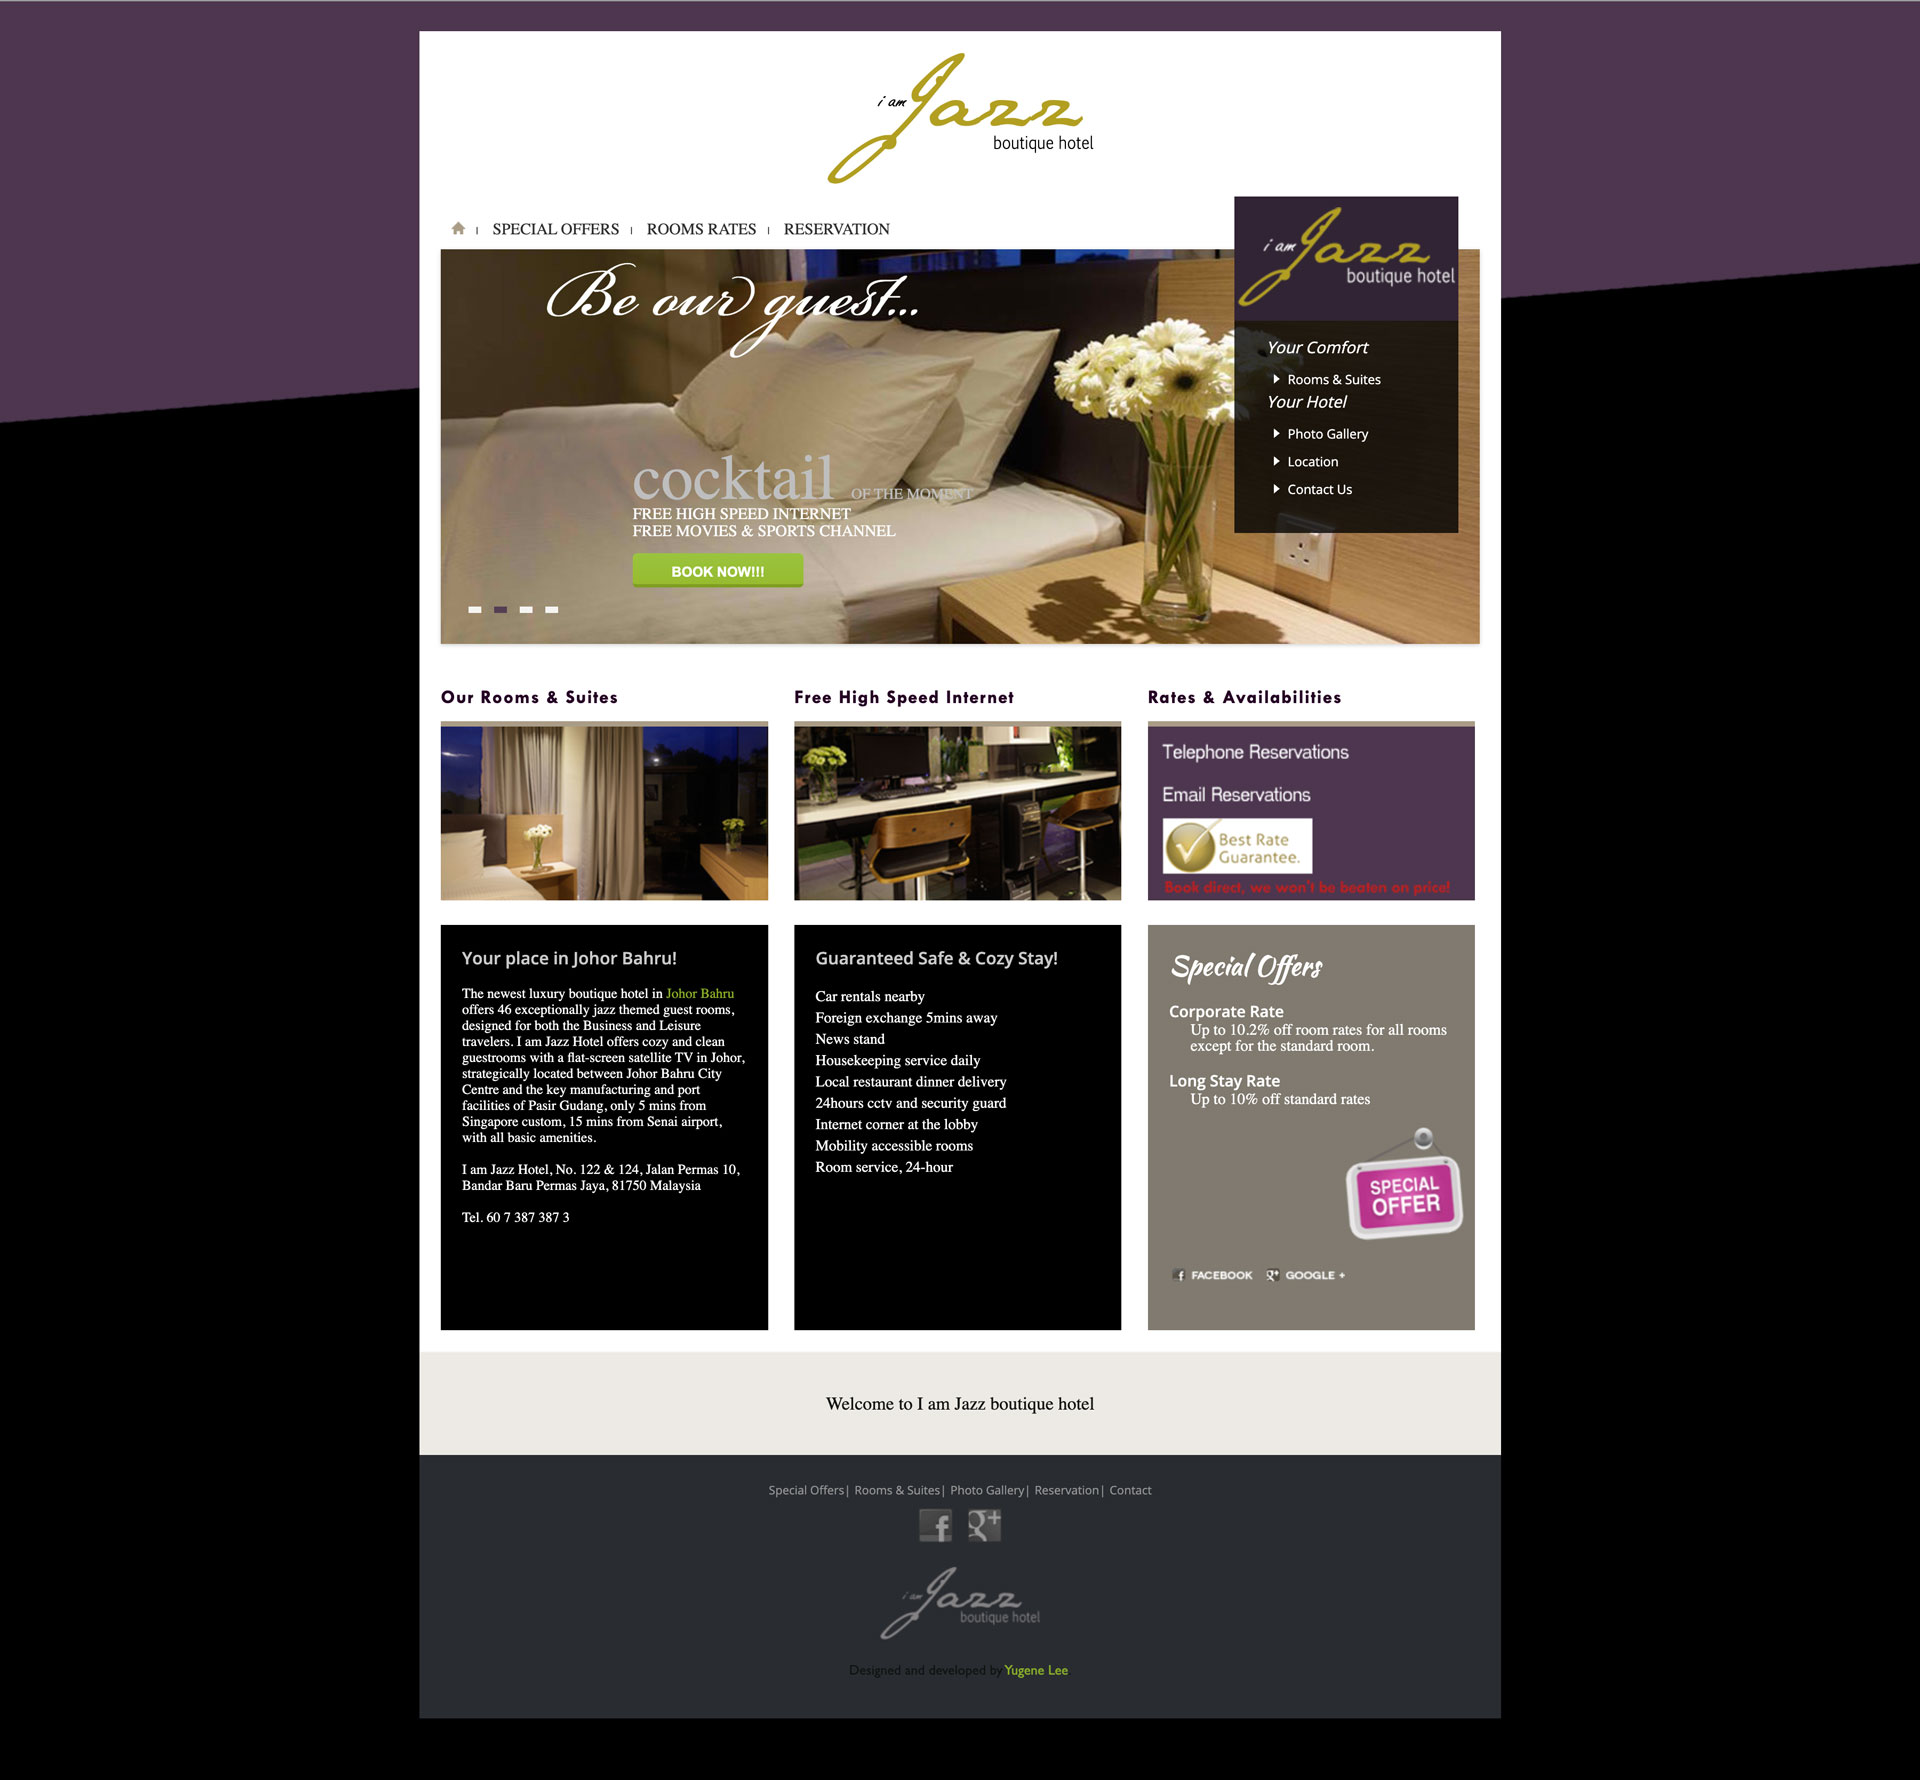 i am Jazz
boutique hotel
SPECIAL OFFERS
ROOMS RATES
RESERVATION
i am Jazz
boutique hotel
Be our guest...
Your Comfort
Rooms & Suites
Your Hotel
Photo Gallery
Location
Contact Us
cocktail OF THE MOMENT
FREE HIGH SPEED INTERNET
FREE MOVIES & SPORTS CHANNEL
BOOK NOW!!!
Our Rooms & Suites
Free High Speed Internet
Rates & Availabilities
Telephone Reservations
Email Reservations
Best Rate
Guarantee.
Book direct, we won't be beaten on price!
Your place in Johor Bahru!
The newest luxury boutique hotel in Johor Bahru
offers 46 exceptionally jazz themed guest rooms,
designed for both the Business and Leisure
travelers. I am Jazz Hotel offers cozy and clean
guestrooms with a flat-screen satellite TV in Johor,
strategically located between Johor Bahru City
Centre and the key manufacturing and port
facilities of Pasir Gudang, only 5 mins from
Singapore custom, 15 mins from Senai airport,
with all basic amenities.
I am Jazz Hotel, No. 122 & 124, Jalan Permas 10,
Bandar Baru Permas Jaya, 81750 Malaysia
Tel. 60 7 387 387 3
Guaranteed Safe & Cozy Stay!
Car rentals nearby
Foreign exchange 5mins away
News stand
Housekeeping service daily
Local restaurant dinner delivery
24hours cctv and security guard
Internet corner at the lobby
Mobility accessible rooms
Room service, 24-hour
Special Offers
Corporate Rate
Up to 10.2% off room rates for all rooms
except for the standard room.
Long Stay Rate
Up to 10% off standard rates
SPECIAL
OFFER
FACEBOOK
GOOGLE +
Welcome to I am Jazz boutique hotel
Special Offers| Rooms & Suites| Photo Gallery| Reservation| Contact
i am Jazz
boutique hotel
Designed and developed by Yugene Lee